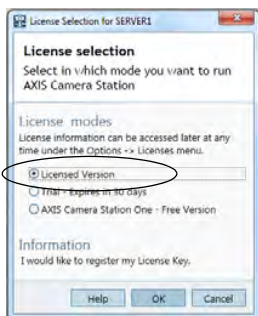 License Selection for SERVER1
License selection
Select in which mode you want to run
AXIS Camera Station
License modes
License information can be accessed later at any
time under the Options -> Licenses menu.
Licensed Version
Trial - Expires in 30 days
AXIS Camera Station One - Free Version
Information
I would like to register my License Key.
Help OK Cancel